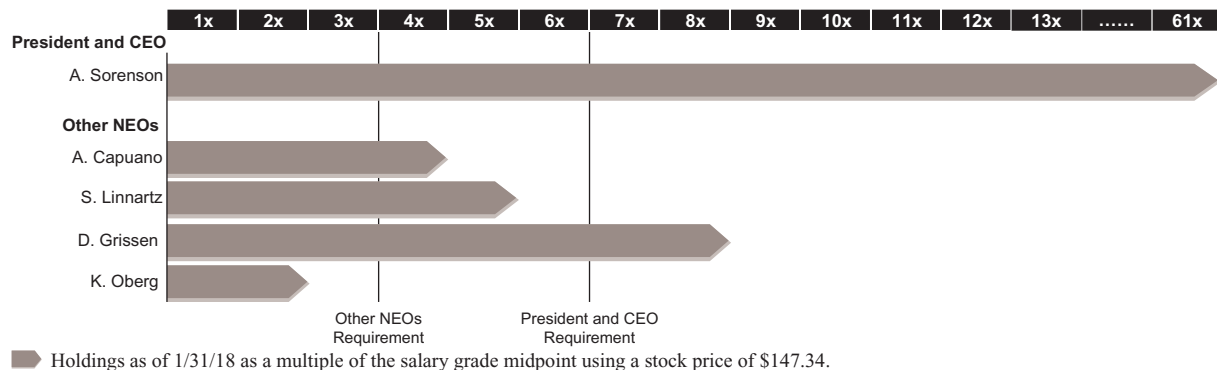 1x 2x 3x 4x 5x 6x 7x 8x 9x 10x 11x 12x 13x ...... 61x
President and CEO
A. Sorenson
Other NEOs
A. Capuano
S. Linnartz
D. Grissen
K. Oberg
Other NEOs
Requirement
President and CEO
Requirement
Holdings as of 1/31/18 as a multiple of the salary grade midpoint using a stock price of $147.34.